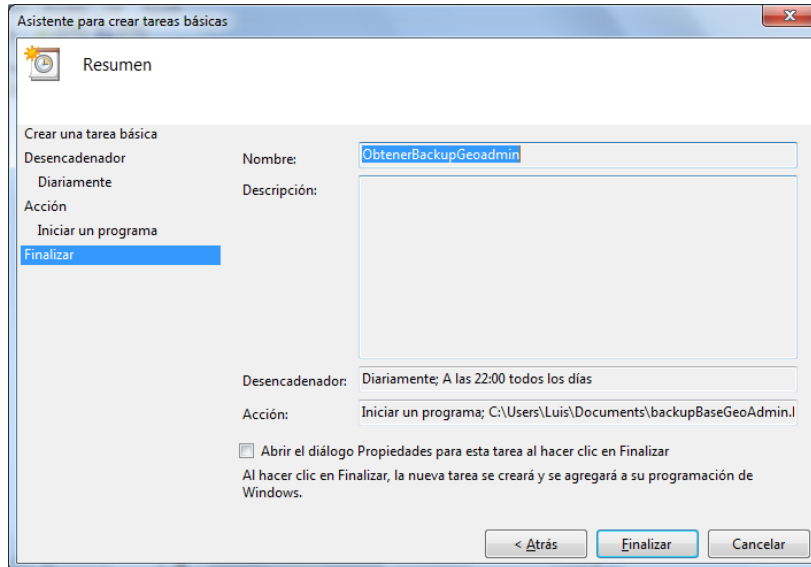 Asistente para crear tareas básicas
Resumen
Crear una tarea básica
Desencadenador
Diariamente
Acción
Iniciar un programa
Finalizar
Nombre:
ObtenerBackupGeoadmin
Descripción:
Desencadenador:
Diariamente; A las 22:00 todos los días
Acción:
Iniciar un programa; C:\Users\Luis\Documents\backupBaseGeoAdmin.
Abrir el diálogo Propiedades para esta tarea al hacer clic en Finalizar
Al hacer clic en Finalizar, la nueva tarea se creará y se agregará a su programación de
Windows.
< Atrás
Finalizar
Cancelar